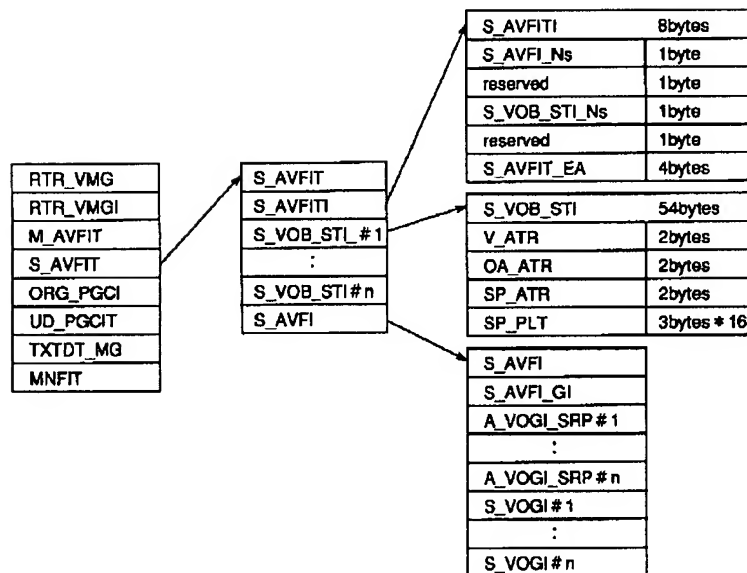 RTR_VMG
RTR_VMGI
M_AVFIT
S_AVFIT
ORG_PGCI
UD_PGCIT
TXTDT_MG
MNFIT
S_AVFIT
S_AVFITI
S_VOB_STI_#1
:
S_VOB_STI#n
S_AVFI
S_AVFITI 8bytes
S_AVFI_Ns 1byte
reserved 1byte
S_VOB_STI_Ns 1byte
reserved 1byte
S_AVFIT_EA 4bytes
S_VOB_STI 54bytes
V_ATR 2bytes
OA_ATR 2bytes
SP_ATR 2bytes
SP_PLT 3bytes*16
S_AVFI
S_AVFI_GI
A_VOGI_SRP#1
:
A_VOGI_SRP#n
S_VOGI#1
:
S_VOGI#n